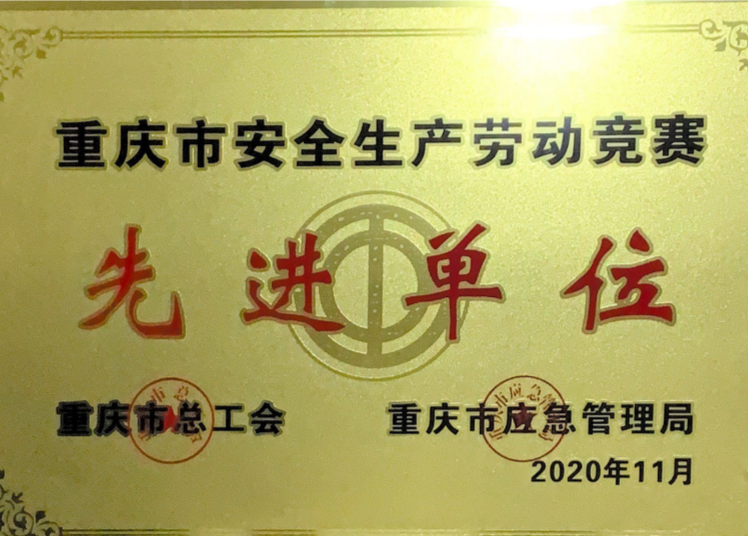 重庆市安全生产劳动竞赛
先进单位
重庆市总工会 重庆市应急管理局
2020年11月